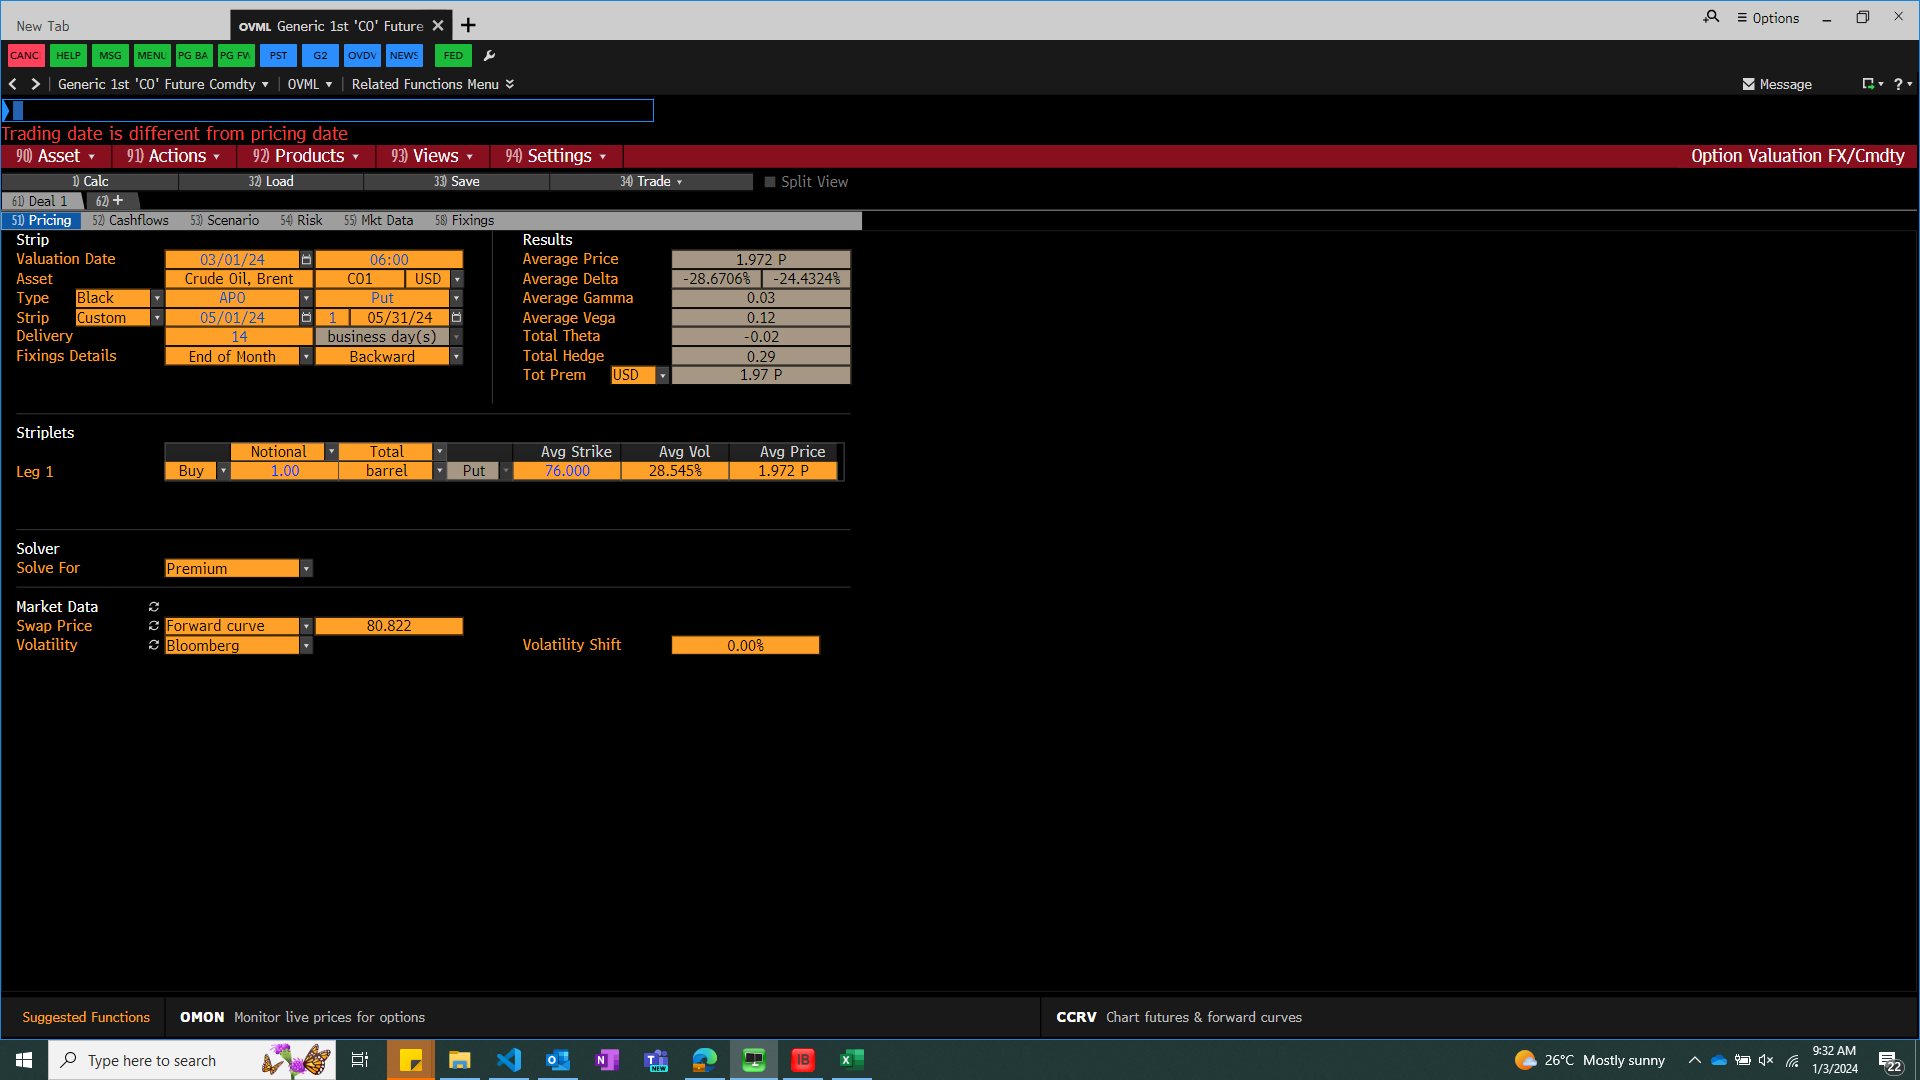 New Tab
OVML Generic 1st 'CO' Future
Options
CANC HELP MSG MENU PG BA PG FW PST G2 OVDV NEWS FED
Generic 1st 'CO' Future Comdty OVML Related Functions Menu Message ?
Trading date is different from pricing date
90) Asset 91) Actions 92) Products 93) Views 94) Settings Option Valuation FX/Cmdty
1) Calc 32) Load 33) Save 34) Trade Split View
61) Deal 1 62) +
51) Pricing 52) Cashflows 53) Scenario 54) Risk 55) Mkt Data 58) Fixings
Strip Results
Valuation Date 03/01/24 06:00 Average Price 1.972 P
Asset Crude Oil, Brent CO1 USD Average Delta -28.6706% -24.4324%
Type Black APO Put Average Gamma 0.03
Strip Custom 05/01/24 1 05/31/24 Average Vega 0.12
Delivery 14 business day(s) Total Theta -0.02
Fixings Details End of Month Backward Total Hedge 0.29
Tot Prem USD 1.97 P
Striplets
Notional Total Avg Strike Avg Vol Avg Price
Leg 1 Buy 1.00 barrel Put 76.000 28.545% 1.972 P
Solver
Solve For Premium
Market Data
Swap Price Forward curve 80.822
Volatility Bloomberg Volatility Shift 0.00%
Suggested Functions OMON Monitor live prices for options CCRV Chart futures & forward curves
Type here to search
N T NEW IB X
26°C Mostly sunny
9:32 AM
1/3/2024
22